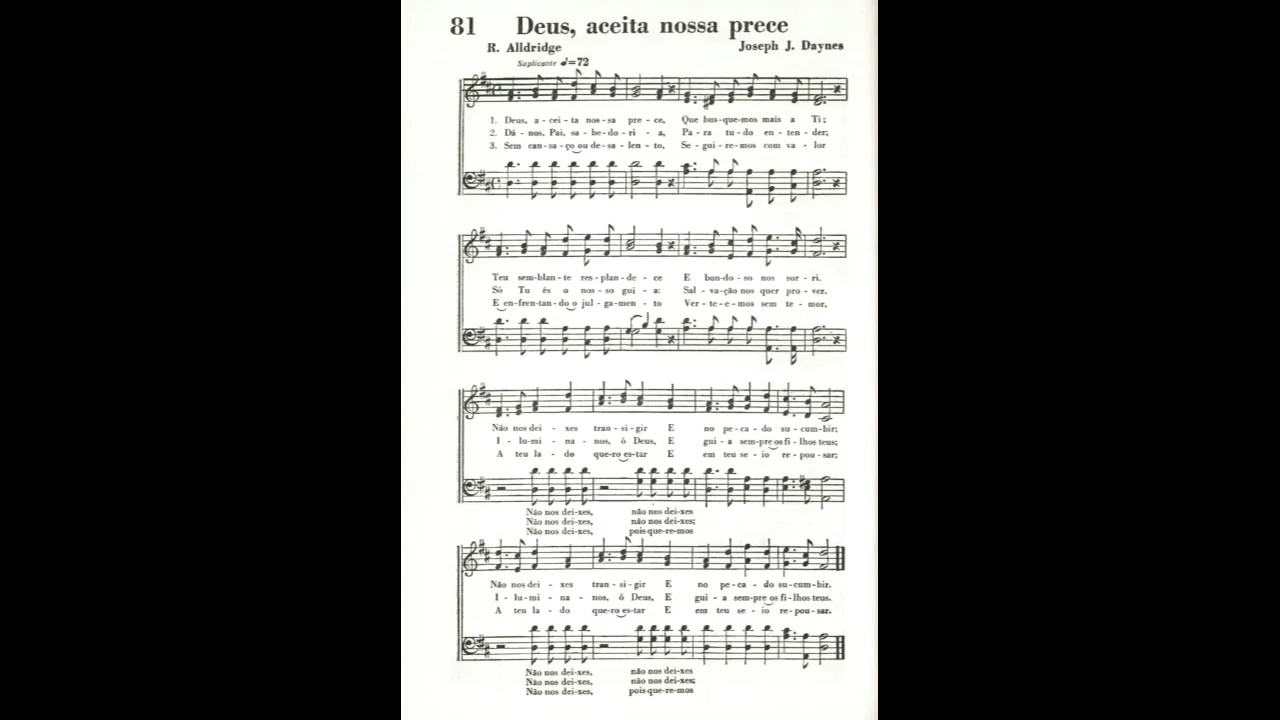 81 Deus, aceita nossa prece
R. Alldridge Joseph J. Daynes
Suplicante ♩=72
1. Deus, a - cei - ta nos - sa pre - ce, Que bus - que - mos mais a Ti;
2. Dá - nos, Pai, sa - be - do - ri - a, Pa - ra tu - do en - ten - der;
3. Sem can - sa - ço ou de - sa - len - to, Se - gui - re - mos com va - lor
Teu sem - blan - te res - plan - de - ce E bon - do - so nos sor - ri.
Só Tu és o nos - so gui - a: Sal - va - ção nos quer pro - ver.
E en - fren - tan - do o jul - ga - men - to Ver - te - e - mos sem te - mor,
Não nos dei - xes tran - si - gir E no pe - ca - do su - cum - bir;
I - lu - mi - na - nos, ó Deus, E gui - a sem - pre os fi - lhos teus;
A teu la - do que - ro es - tar E em teu se - io re - pou - sar;
Não nos dei - xes, não nos dei - xes
Não nos dei - xes, não nos dei - xes;
Não nos dei - xes, pois que - re - mos
Não nos dei - xes tran - si - gir E no pe - ca - do su - cum - bir.
I - lu - mi - na - nos, ó Deus, E gui - a sem - pre os fi - lhos teus.
A teu la - do que - ro es - tar E em teu se - io re - pou - sar.
Não nos dei - xes, não nos dei - xes
Não nos dei - xes, não nos dei - xes;
Não nos dei - xes, pois que - re - mos